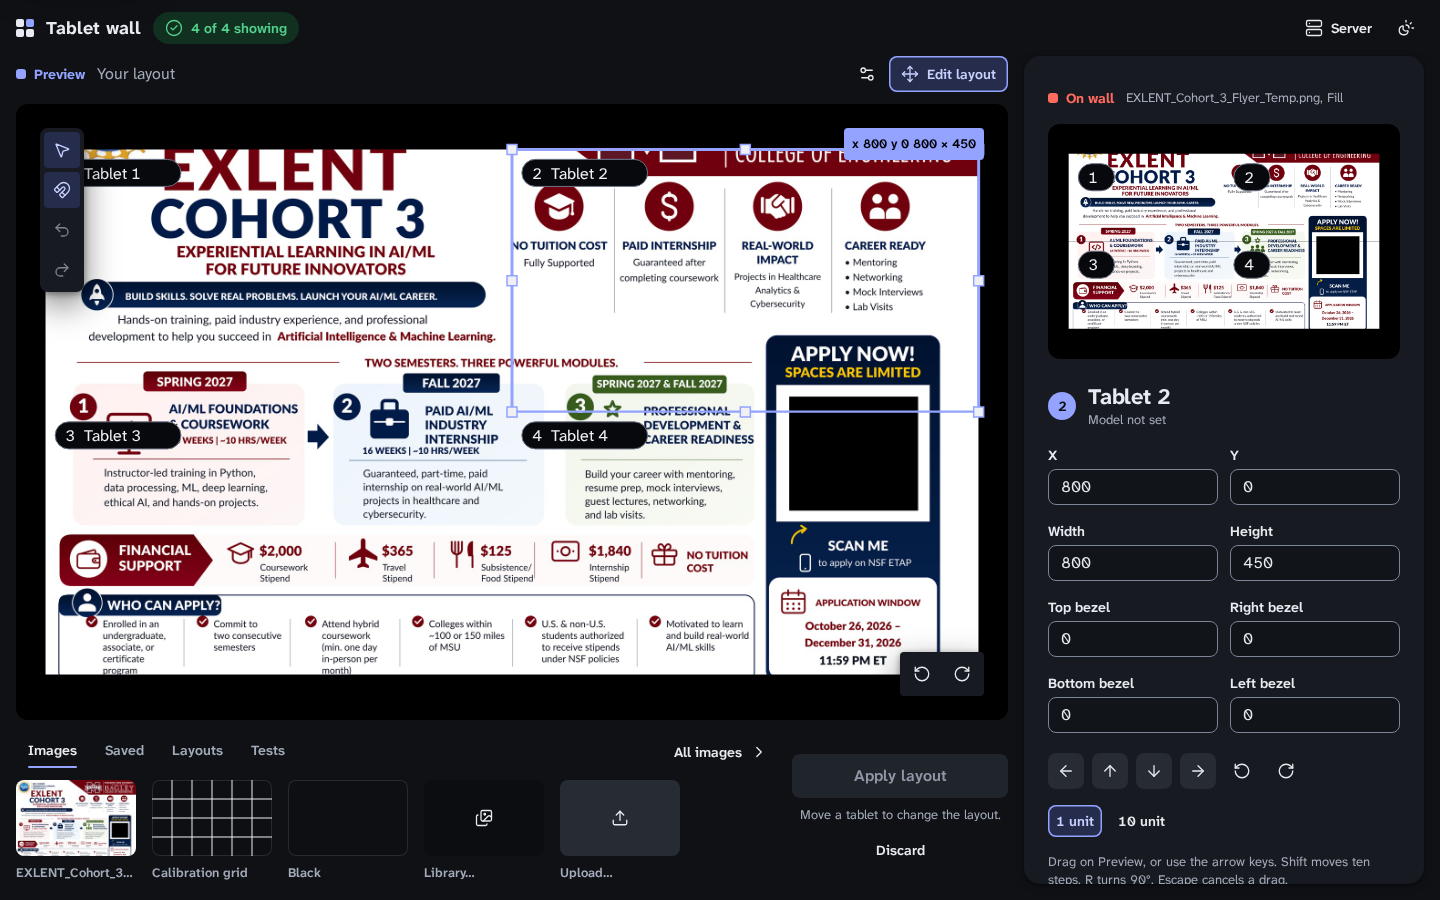 Tablet wall
4 of 4 showing
Server
Preview Your layout
Edit layout
x 800 y 0 800 × 450
Tablet 1
2 Tablet 2
EXLENT
COHORT 3
EXPERIENTIAL LEARNING IN AI/ML
FOR FUTURE INNOVATORS
BUILD SKILLS. SOLVE REAL PROBLEMS. LAUNCH YOUR AI/ML CAREER.
Hands-on training, paid industry experience, and professional
development to help you succeed in Artificial Intelligence & Machine Learning.
COLLEGE OF ENGINEERING
NO TUITION COST
Fully Supported
PAID INTERNSHIP
Guaranteed after
completing coursework
REAL-WORLD
IMPACT
Projects in Healthcare
Analytics &
Cybersecurity
CAREER READY
• Mentoring
• Networking
• Mock Interviews
• Lab Visits
TWO SEMESTERS. THREE POWERFUL MODULES.
SPRING 2027
1
AI/ML FOUNDATIONS
& COURSEWORK
WEEKS | ~10 HRS/WEEK
3 Tablet 3
Instructor-led training in Python,
data processing, ML, deep learning,
ethical AI, and hands-on projects.
FALL 2027
2
PAID AI/ML
INDUSTRY
INTERNSHIP
16 WEEKS | ~10 HRS/WEEK
Guaranteed, part-time, paid
internship on real-world AI/ML
projects in healthcare and
cybersecurity.
SPRING 2027 & FALL 2027
3
PROFESSIONAL
DEVELOPMENT &
CAREER READINESS
4 Tablet 4
Build your career with mentoring,
resume prep, mock interviews,
guest lectures, networking,
and lab visits.
APPLY NOW!
SPACES ARE LIMITED
SCAN ME
to apply on NSF ETAP
APPLICATION WINDOW
October 26, 2026 –
December 31, 2026
11:59 PM ET
FINANCIAL
SUPPORT
$2,000
Coursework
Stipend
$365
Travel
Stipend
$125
Subsistence/
Food Stipend
$1,840
Internship
Stipend
NO TUITION
COST
WHO CAN APPLY?
Enrolled in an
undergraduate,
associate, or
certificate
program
Commit to
two consecutive
semesters
Attend hybrid
coursework
(min. one day
in-person per
month)
Colleges within
~100 or 150 miles
of MSU
U.S. & non-U.S.
students authorized
to receive stipends
under NSF policies
Motivated to learn
and build real-world
AI/ML skills
Images Saved Layouts Tests
All images
EXLENT_Cohort_3...
Calibration grid
Black
Library...
Upload...
Apply layout
Move a tablet to change the layout.
Discard
On wall EXLENT_Cohort_3_Flyer_Temp.png, Fill
1
2
3
4
2 Tablet 2
Model not set
X
800
Y
0
Width
800
Height
450
Top bezel
0
Right bezel
0
Bottom bezel
0
Left bezel
0
1 unit 10 unit
Drag on Preview, or use the arrow keys. Shift moves ten
steps. R turns 90°. Escape cancels a drag.